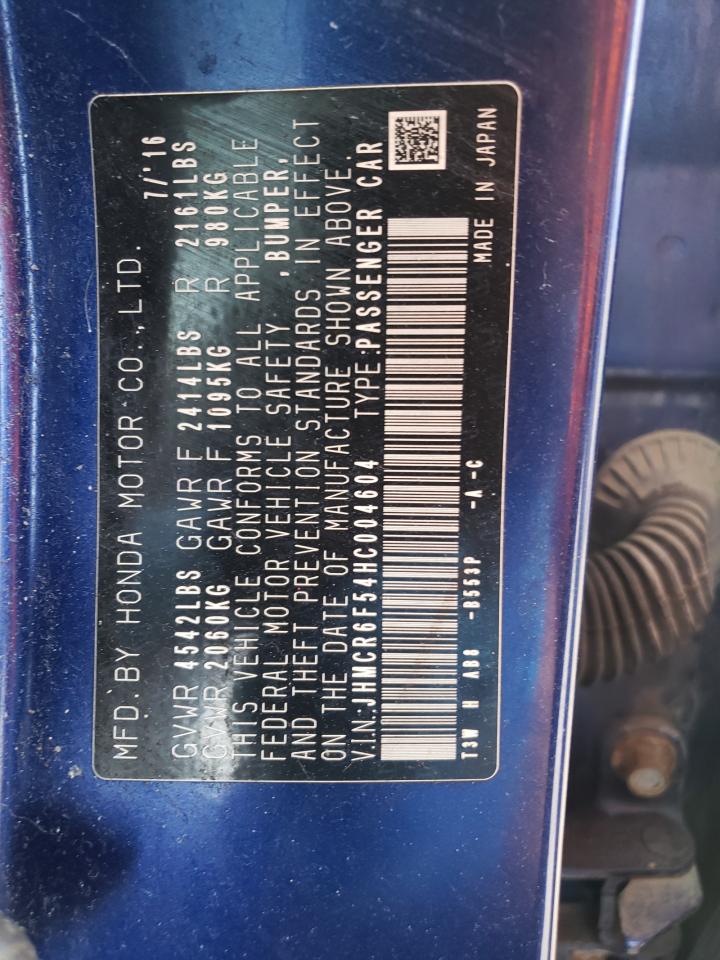 MFD. BY HONDA MOTOR CO., LTD. 7/'16
GVWR 4542LBS GAWR F 2414LBS R 2161LBS
GVWR 2060KG GAWR F 1095KG R 980KG
THIS VEHICLE CONFORMS TO ALL APPLICABLE
FEDERAL MOTOR VEHICLE SAFETY ,BUMPER,
AND THEFT PREVENTION STANDARDS IN EFFECT
ON THE DATE OF MANUFACTURE SHOWN ABOVE.
V.I.N:JHMCR6F54HC004604 TYPE:PASSENGER CAR
T3W H AB8 -B553P -A -C MADE IN JAPAN